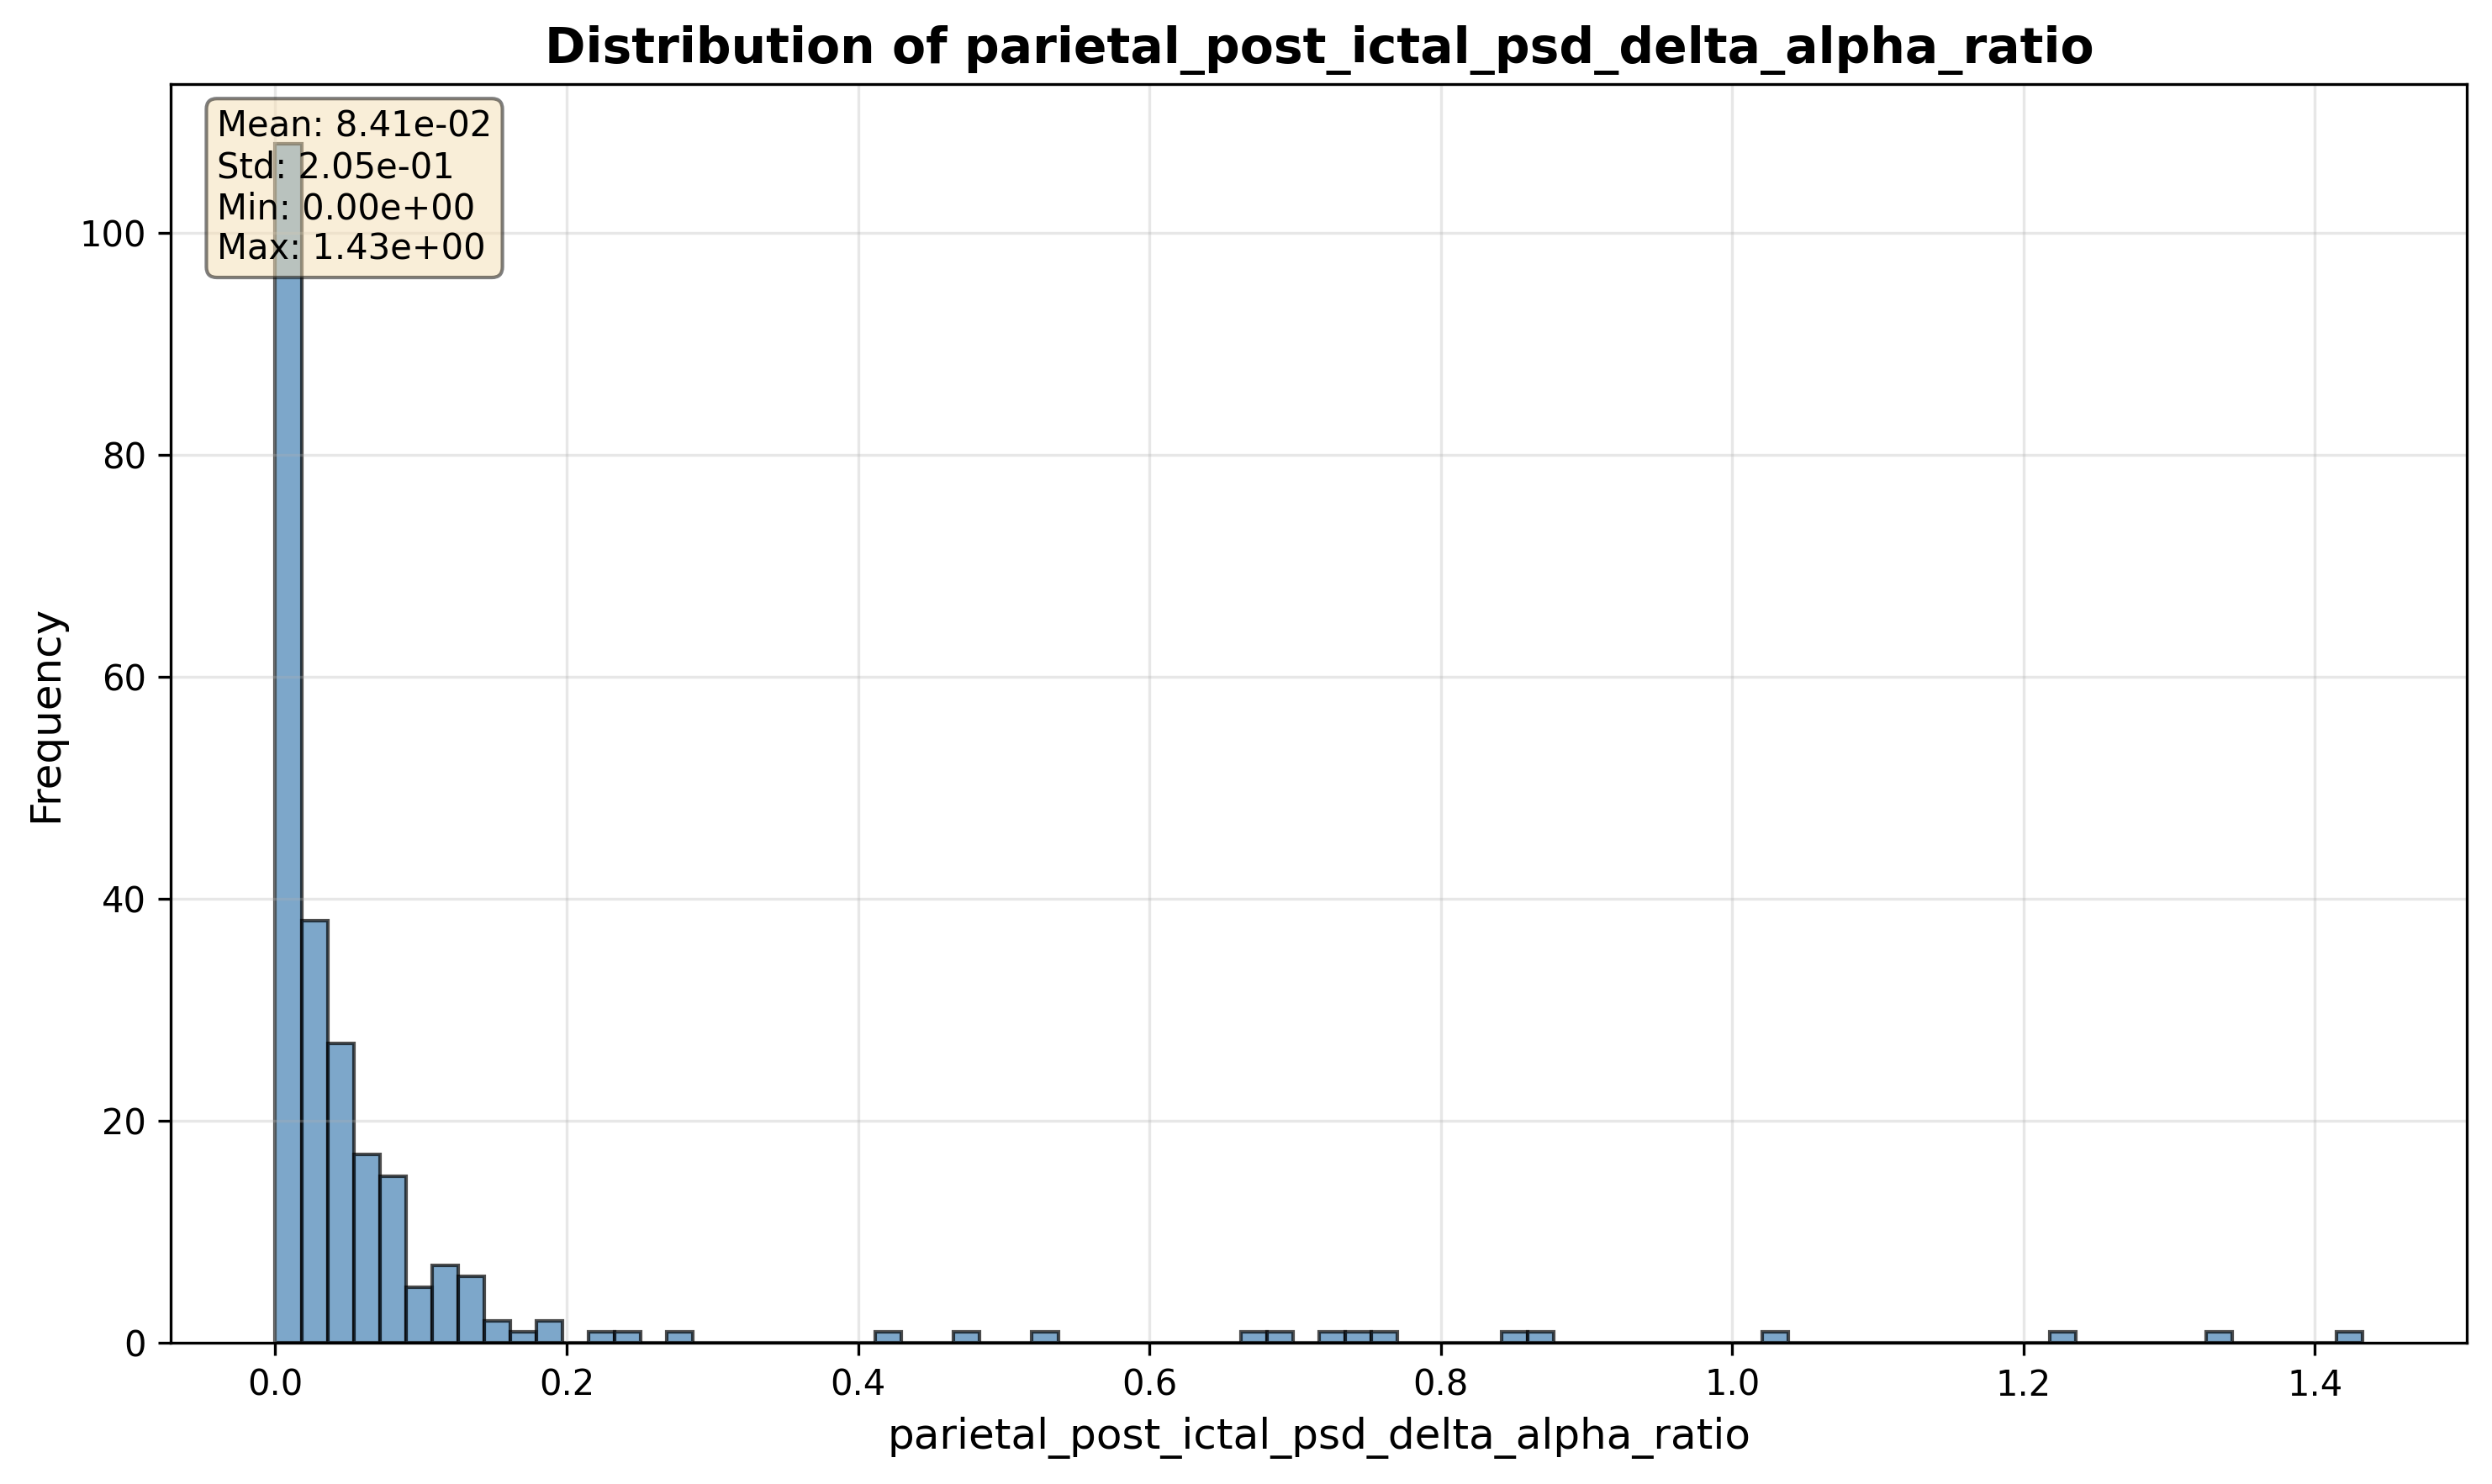 Distribution of parietal_post_ictal_psd_delta_alpha_ratio
Mean: 8.41e-02
Std: 2.05e-01
Min: 0.00e+00
Max: 1.43e+00
100
80
60
40
20
0
Frequency
0.0 0.2 0.4 0.6 0.8 1.0 1.2 1.4
parietal_post_ictal_psd_delta_alpha_ratio